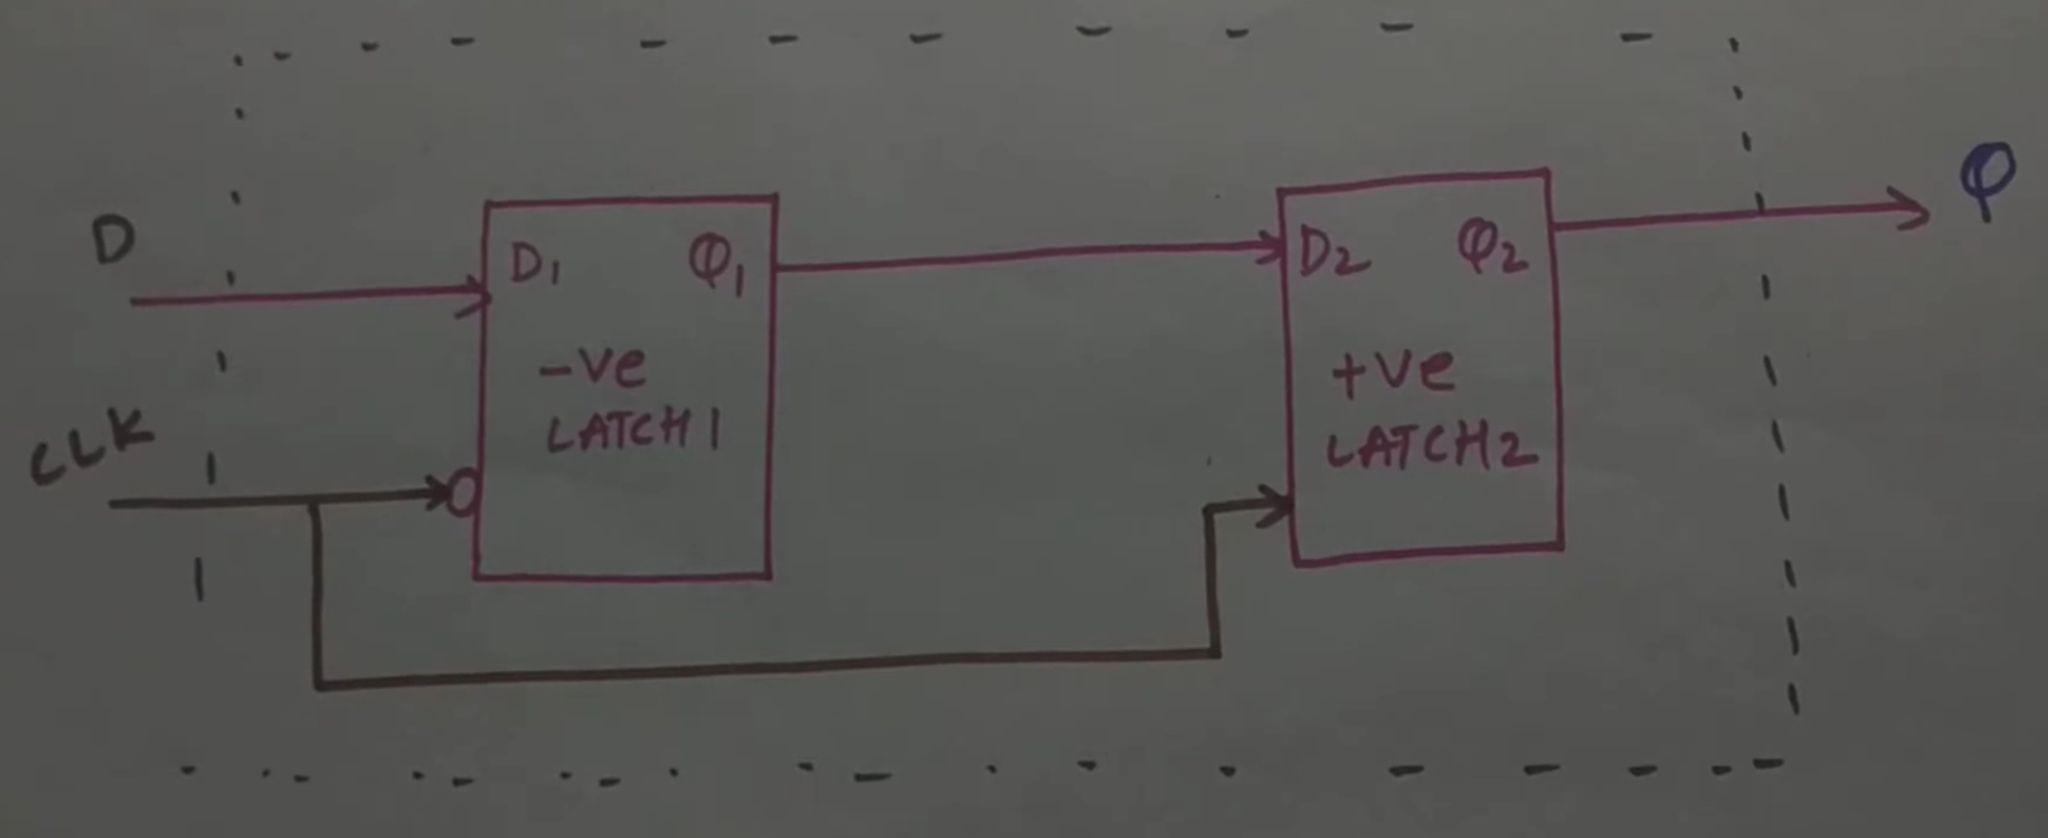 D
CLK
D1 Q1
-ve
LATCH 1
D2 Q2
+ve
LATCH2
Q